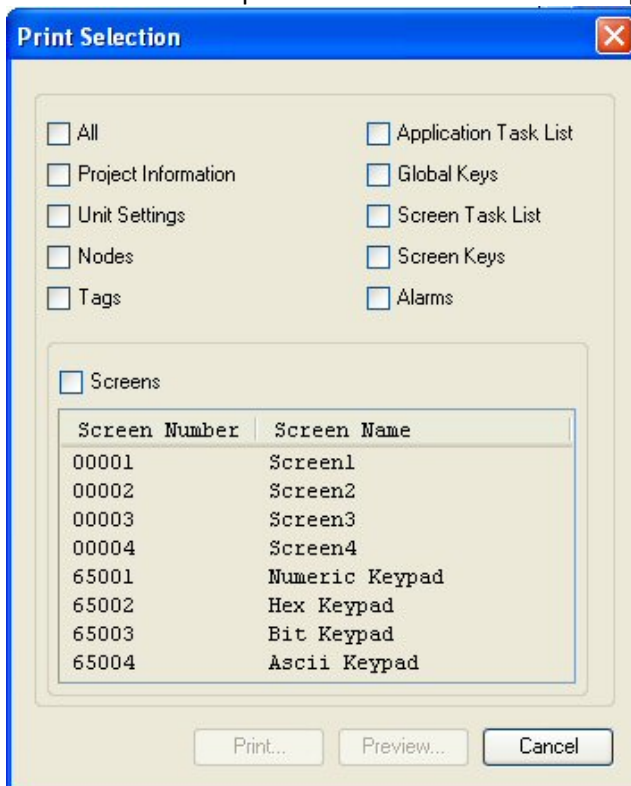 Print Selection
All
Application Task List
Project Information
Global Keys
Unit Settings
Screen Task List
Nodes
Screen Keys
Tags
Alarms
Screens
Screen Number Screen Name
00001 Screen1
00002 Screen2
00003 Screen3
00004 Screen4
65001 Numeric Keypad
65002 Hex Keypad
65003 Bit Keypad
65004 Ascii Keypad
Print... Preview... Cancel